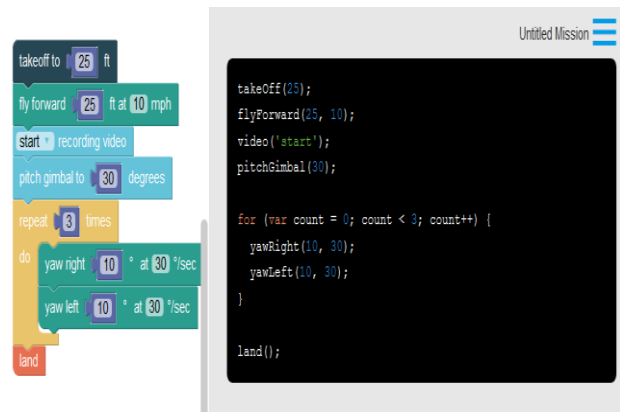 takeoff to 25 ft
fly forward 25 ft at 10 mph
start recording video
pitch gimbal to 30 degrees
repeat 3 times
do
yaw right 10 ° at 30 °/sec
yaw left 10 ° at 30 °/sec
land
Untitled Mission
takeOff(25);
flyForward(25, 10);
video('start');
pitchGimbal(30);
for (var count = 0; count < 3; count++) {
yawRight(10, 30);
yawLeft(10, 30);
}
land();